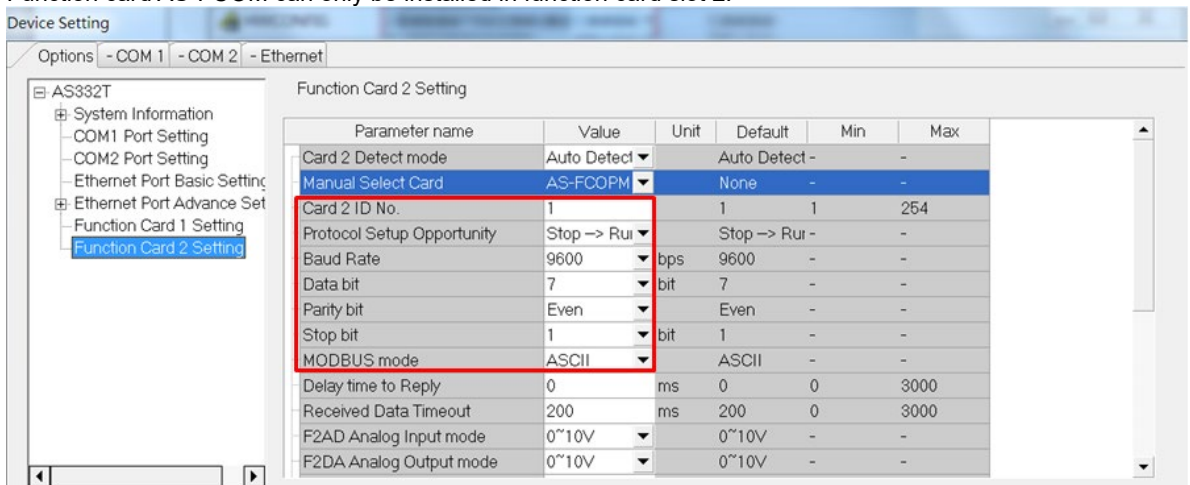 Device Setting
Options - COM 1 - COM 2 - Ethernet
AS332T
System Information
COM1 Port Setting
COM2 Port Setting
Ethernet Port Basic Setting
Ethernet Port Advance Set
Function Card 1 Setting
Function Card 2 Setting
Function Card 2 Setting
Parameter name Value Unit Default Min Max
Card 2 Detect mode Auto Detect Auto Detect - -
Manual Select Card AS-FCOPM None - -
Card 2 ID No. 1 1 1 254
Protocol Setup Opportunity Stop -> Rur Stop -> Rur - -
Baud Rate 9600 bps 9600 - -
Data bit 7 bit 7 - -
Parity bit Even Even - -
Stop bit 1 bit 1 - -
MODBUS mode ASCII ASCII - -
Delay time to Reply 0 ms 0 0 3000
Received Data Timeout 200 ms 200 0 3000
F2AD Analog Input mode 0~10V 0~10V - -
F2DA Analog Output mode 0~10V 0~10V - -